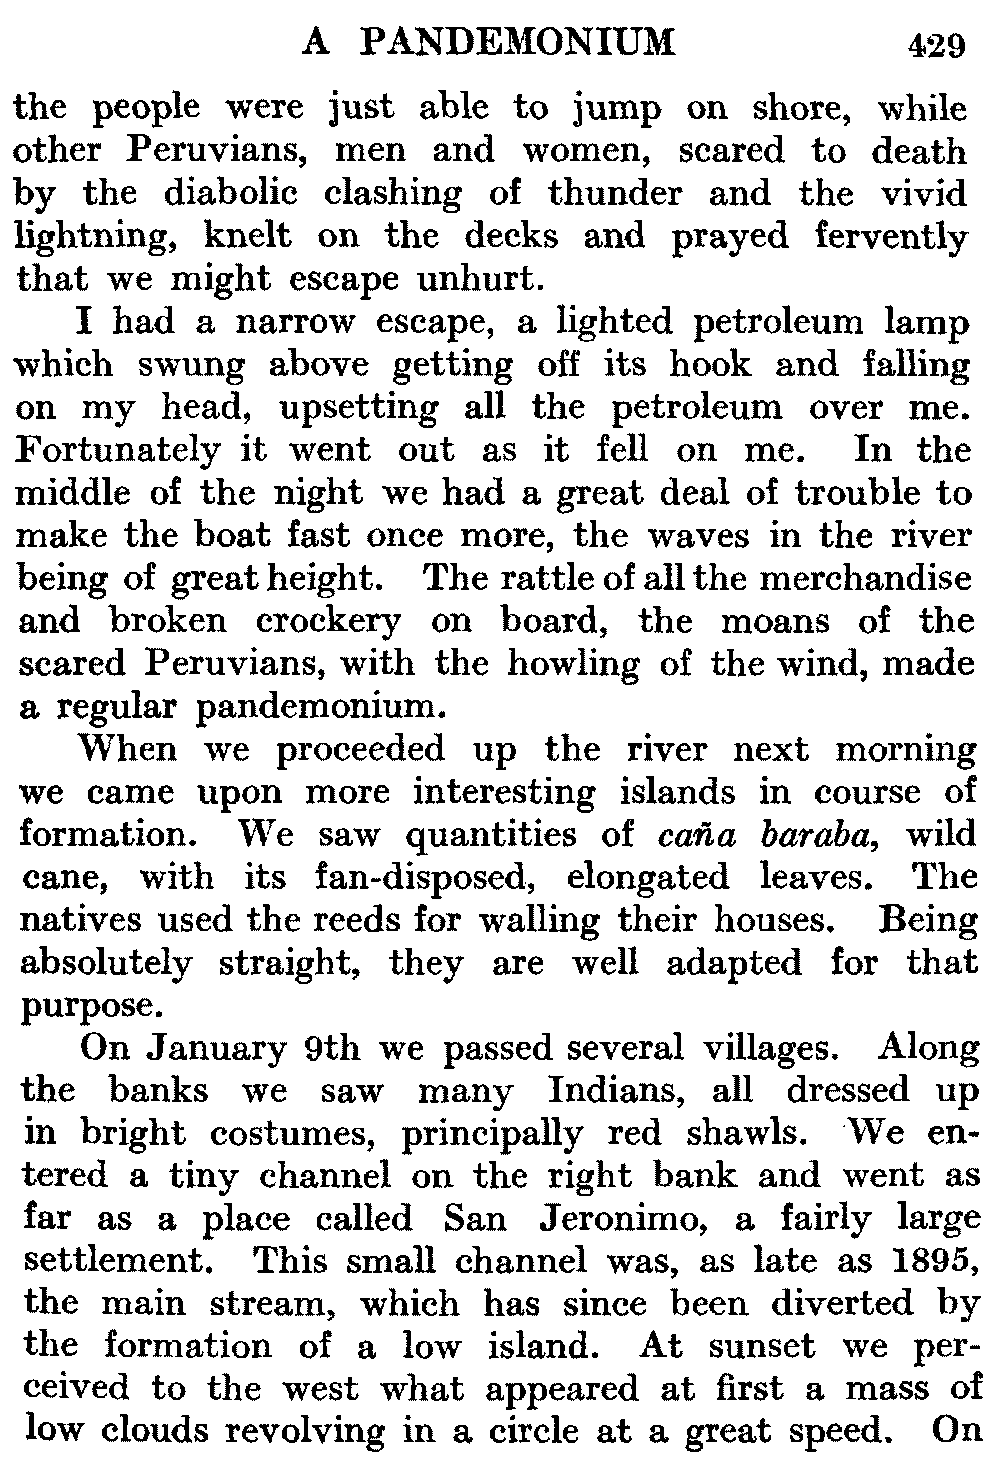 A PANDEMONIUM 429
the people were just able to jump on shore, while
other Peruvians, men and women, scared to death
by the diabolic clashing of thunder and the vivid
lightning, knelt on the decks and prayed fervently
that we might escape unhurt.
I had a narrow escape, a lighted petroleum lamp
which swung above getting off its hook and falling
on my head, upsetting all the petroleum over me.
Fortunately it went out as it fell on me. In the
middle of the night we had a great deal of trouble to
make the boat fast once more, the waves in the river
being of great height. The rattle of all the merchandise
and broken crockery on board, the moans of the
scared Peruvians, with the howling of the wind, made
a regular pandemonium.
When we proceeded up the river next morning
we came upon more interesting islands in course of
formation. We saw quantities of caña baraba, wild
cane, with its fan-disposed, elongated leaves. The
natives used the reeds for walling their houses. Being
absolutely straight, they are well adapted for that
purpose.
On January 9th we passed several villages. Along
the banks we saw many Indians, all dressed up
in bright costumes, principally red shawls. We en-
tered a tiny channel on the right bank and went as
far as a place called San Jeronimo, a fairly large
settlement. This small channel was, as late as 1895,
the main stream, which has since been diverted by
the formation of a low island. At sunset we per-
ceived to the west what appeared at first a mass of
low clouds revolving in a circle at a great speed. On